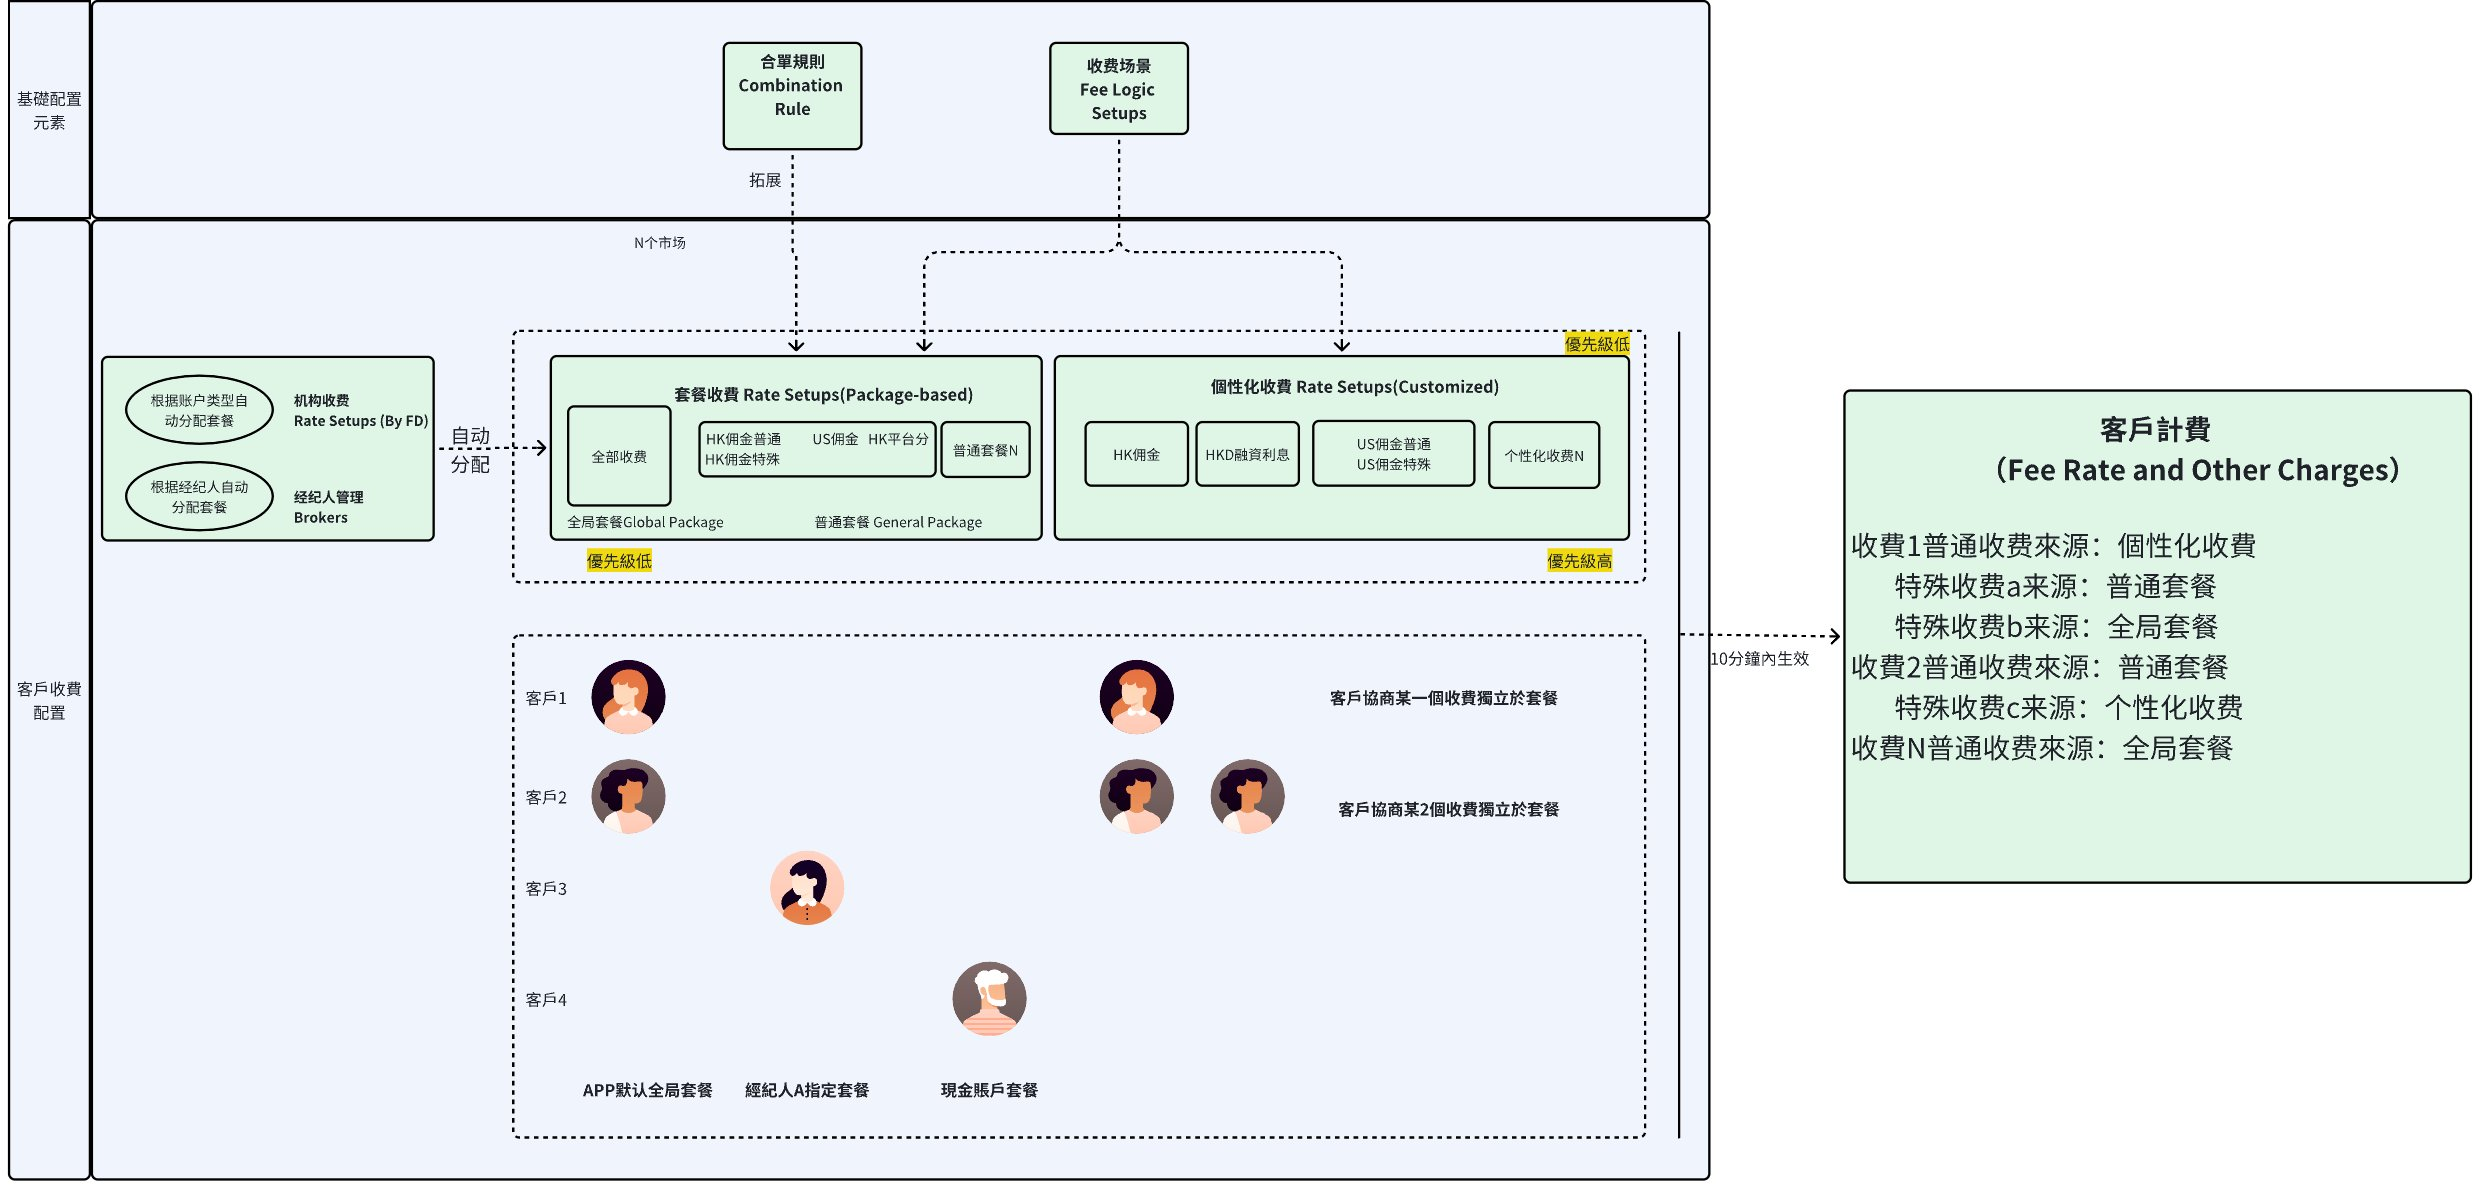 基礎配置
元素
合單規則
Combination
Rule
收费场景
Fee Logic
Setups
拓展
客戶收費
配置
N个市场
優先級低
根据账户类型自
动分配套餐
机构收费
Rate Setups (By FD)
根据经纪人自动
分配套餐
经纪人管理
Brokers
自动
分配
套餐收費 Rate Setups(Package-based)
全部收费
HK佣金普通
HK佣金特殊
US佣金
HK平台分
普通套餐N
全局套餐Global Package
普通套餐 General Package
個性化收費 Rate Setups(Customized)
HK佣金
HKD融資利息
US佣金普通
US佣金特殊
个性化收费N
優先級低
優先級高
客戶1
客戶協商某一個收費獨立於套餐
客戶2
客戶協商某2個收費獨立於套餐
客戶3
客戶4
APP默认全局套餐
經紀人A指定套餐
現金賬戶套餐
10分鐘內生效
客戶計費
（Fee Rate and Other Charges）
收費1普通收费來源：個性化收費
特殊收费a来源：普通套餐
特殊收费b来源：全局套餐
收費2普通收费來源：普通套餐
特殊收费c来源：个性化收费
收費N普通收费來源：全局套餐